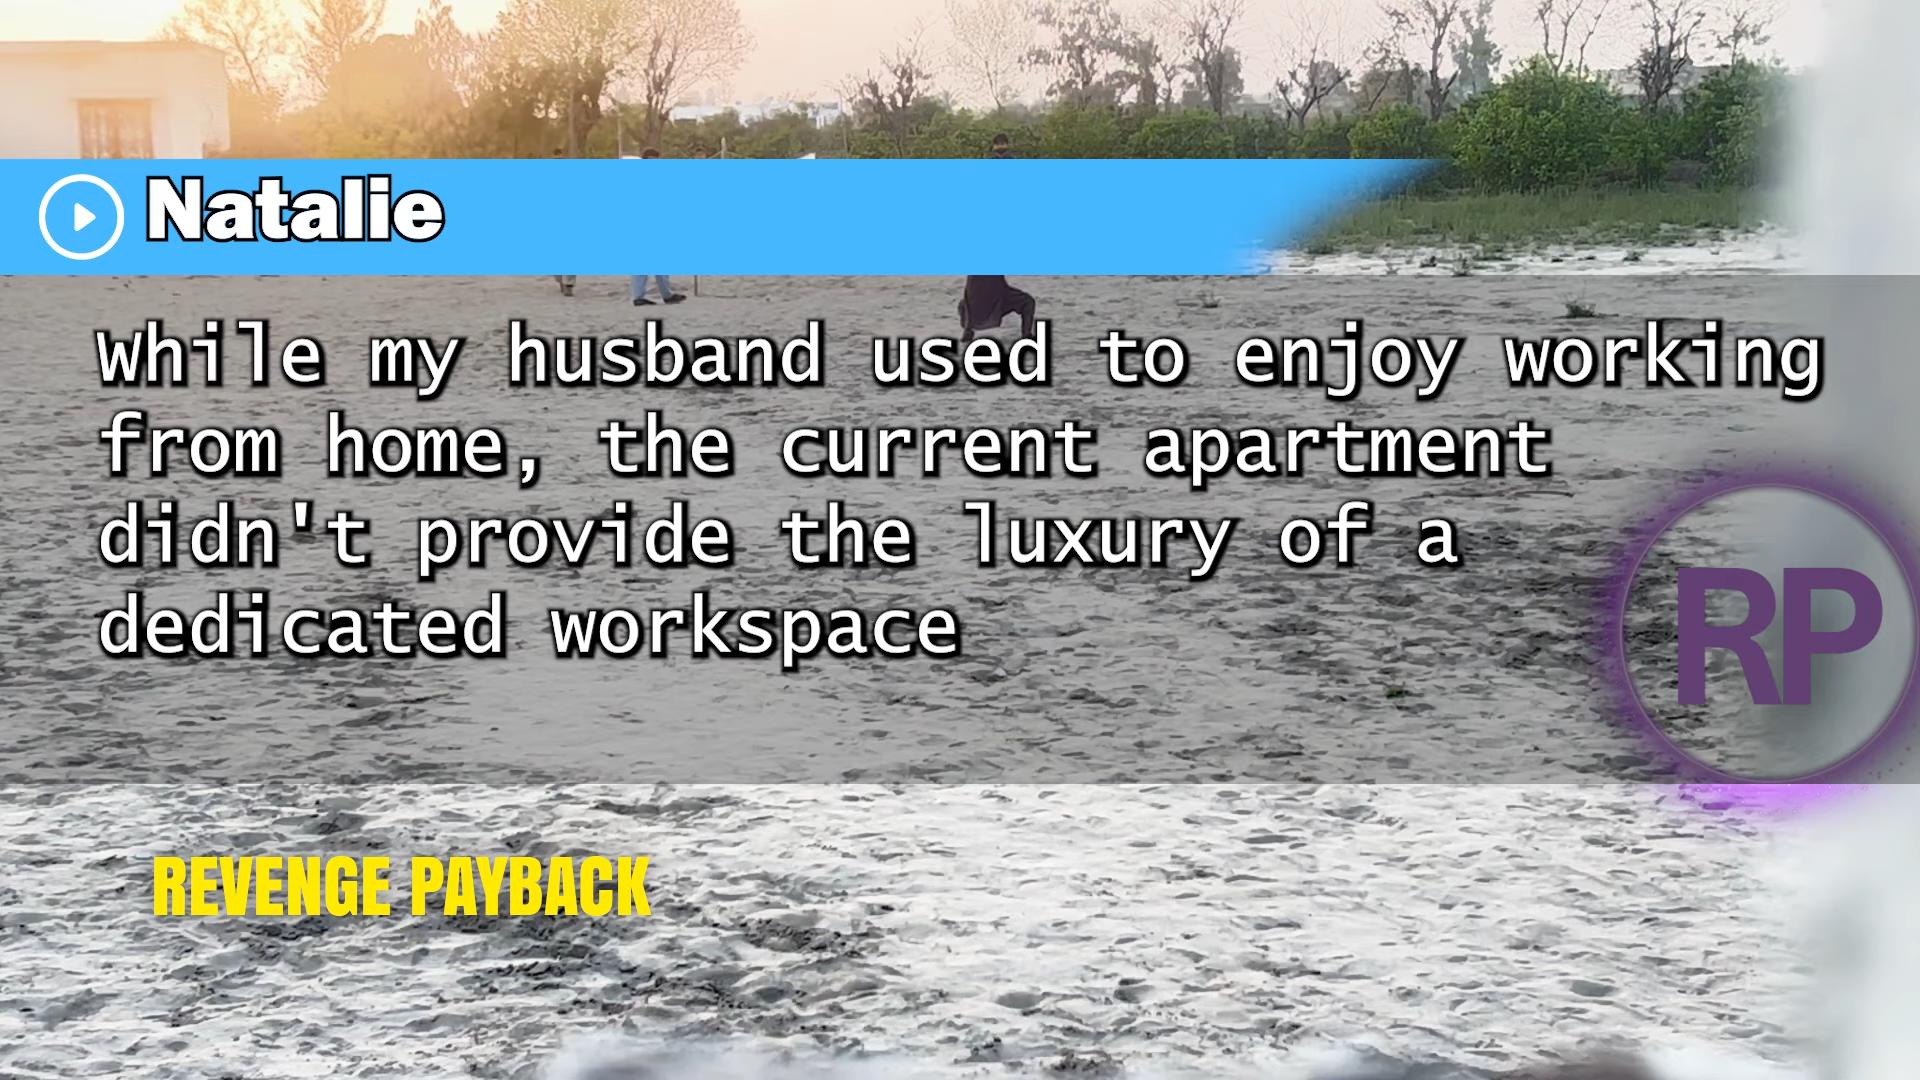 Natalie
While my husband used to enjoy working
from home, the current apartment
didn't provide the luxury of a
dedicated workspace
RP
REVENGE PAYBACK